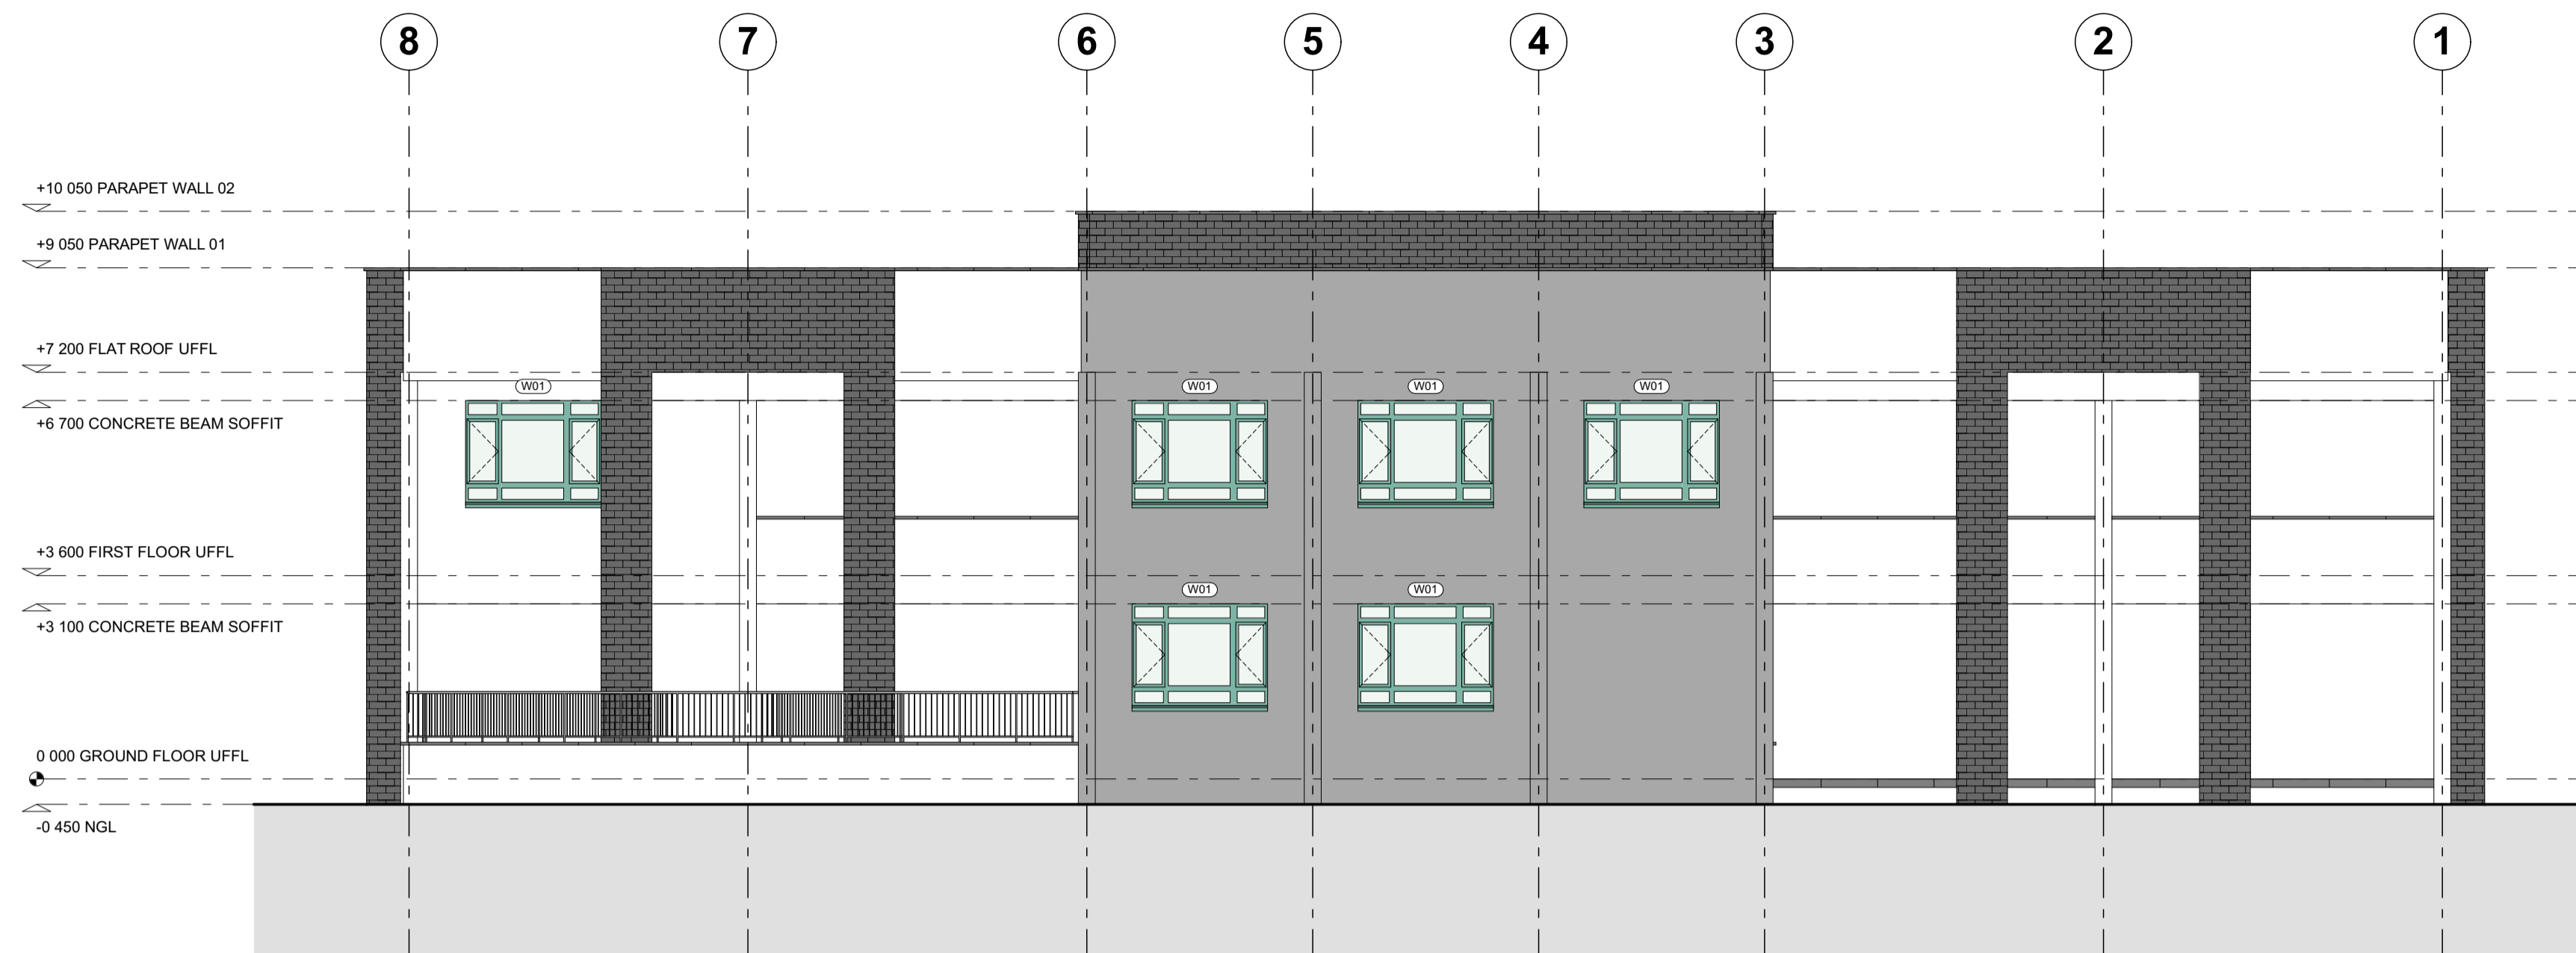 8
7
6
5
4
3
2
1
+10 050 PARAPET WALL 02
+9 050 PARAPET WALL 01
+7 200 FLAT ROOF UFFL
W01
W01
W01
W01
+6 700 CONCRETE BEAM SOFFIT
+3 600 FIRST FLOOR UFFL
W01
W01
+3 100 CONCRETE BEAM SOFFIT
0 000 GROUND FLOOR UFFL
-0 450 NGL